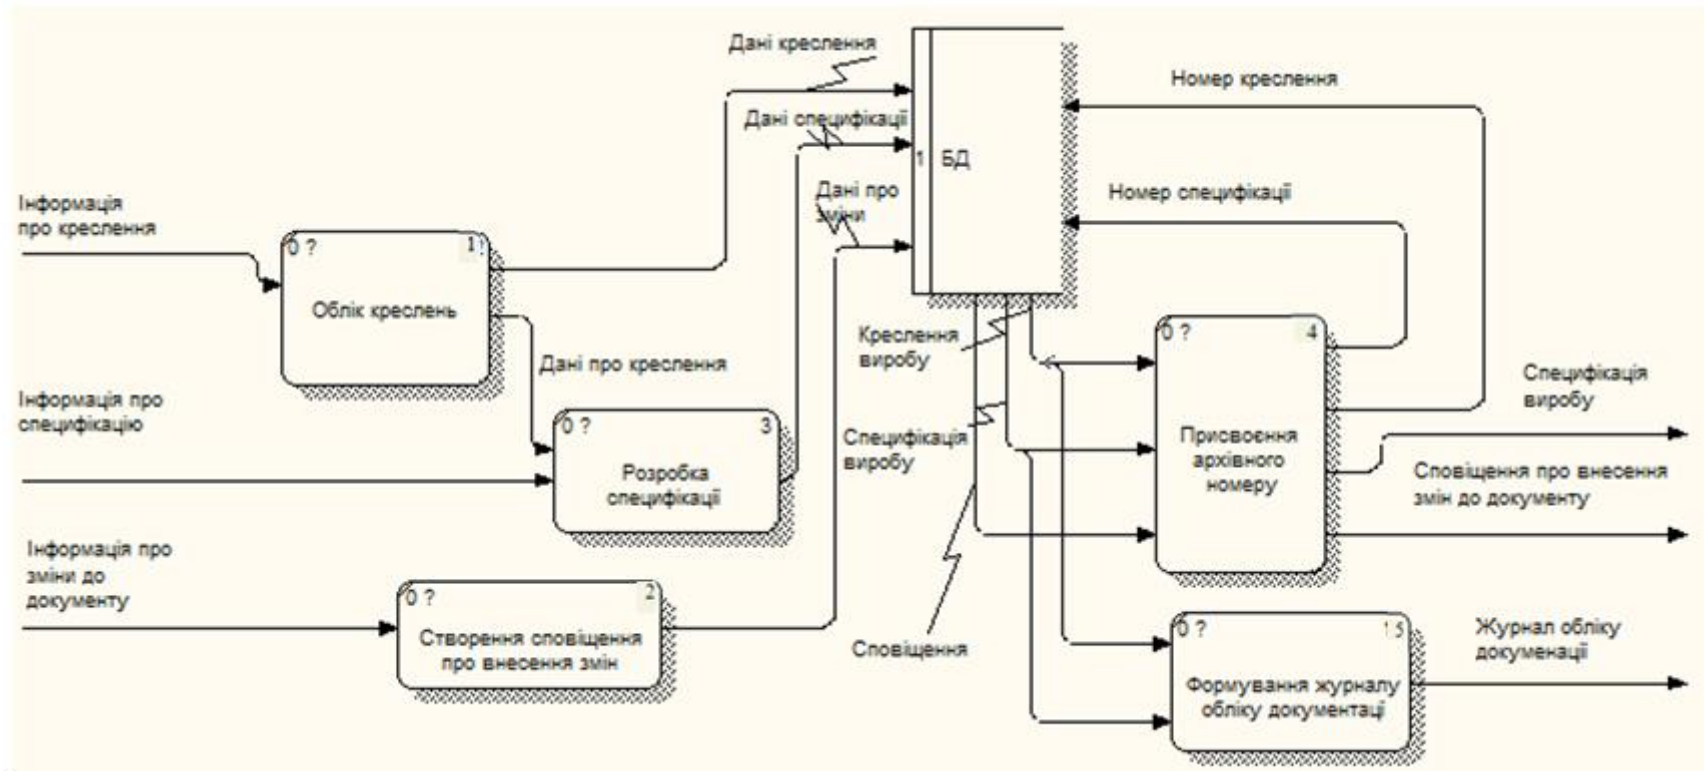 Дані креслення
Номер креслення
Дані специфікації
1 БД
Дані про
зміни
Номер специфікації
Інформація
про креслення
0 ? 1
Облік креслень
Креслення
виробу
0 ? 4
Присвоєння
архівного
номеру
Дані про креслення
Специфікація
виробу
Інформація про
специфікацію
0 ? 3
Розробка
специфікації
Специфікація
виробу
Сповіщення про внесення
змін до документу
Інформація про
зміни до
документу
0 ? 2
Створення сповіщення
про внесення змін
Сповіщення
0 ? 5
Формування журналу
обліку документаці
Журнал обліку
докуменації